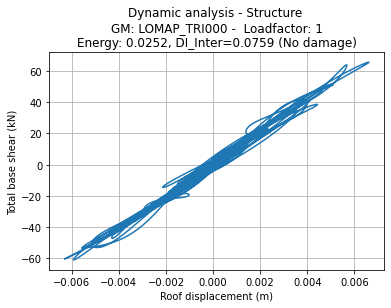 Dynamic analysis - Structure
GM: LOMAP_TRI000 -  Loadfactor: 1
Energy: 0.0252, DI_Inter=0.0759 (No damage)
Total base shear (kN)
60
40
20
0
−20
−40
−60
−0.006 −0.004 −0.002 0.000 0.002 0.004 0.006
Roof displacement (m)